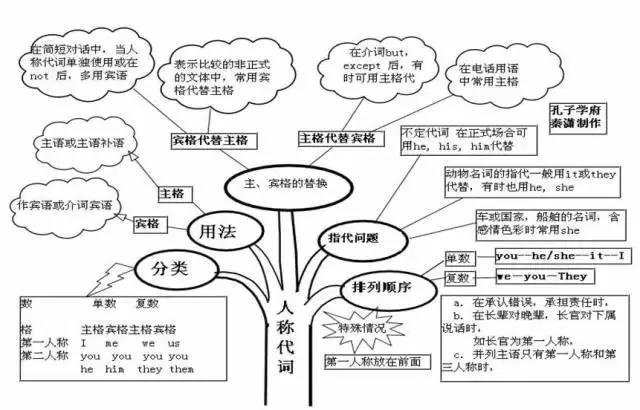 在简短对话中，当人
称代词单独使用或在
not 后，多用宾语
表示比较的非正式
的文体中，常用宾
格代替主格
在介词but,
except 后，有
时可用主格代
在电话用语
中常用主格
孔子学府
秦潇制作
宾格代替主格
主格代替宾格
不定代词 在正式场合可
用he, his, him代替
主语或主语补语
主格
主、宾格的替换
动物名词的指代一般用it或they
代替，有时也用he, she
作宾语或介词宾语
宾格
用法
指代问题
车或国家，船舶的名词，含
感情色彩时常用she
分类
排列顺序
单数
you--he/she--it--I
复数
we--you--They
数 单数 复数
格 主格宾格主格宾格
第一人称 I me we us
第二人称 you you you you
he him they them
人称代词
特殊情况
第一人称放在前面
a. 在承认错误，承担责任时，
b. 在长辈对晚辈，长官对下属
说话时，
如长官为第一人称，
c. 并列主语只有第一人称和第
三人称时，